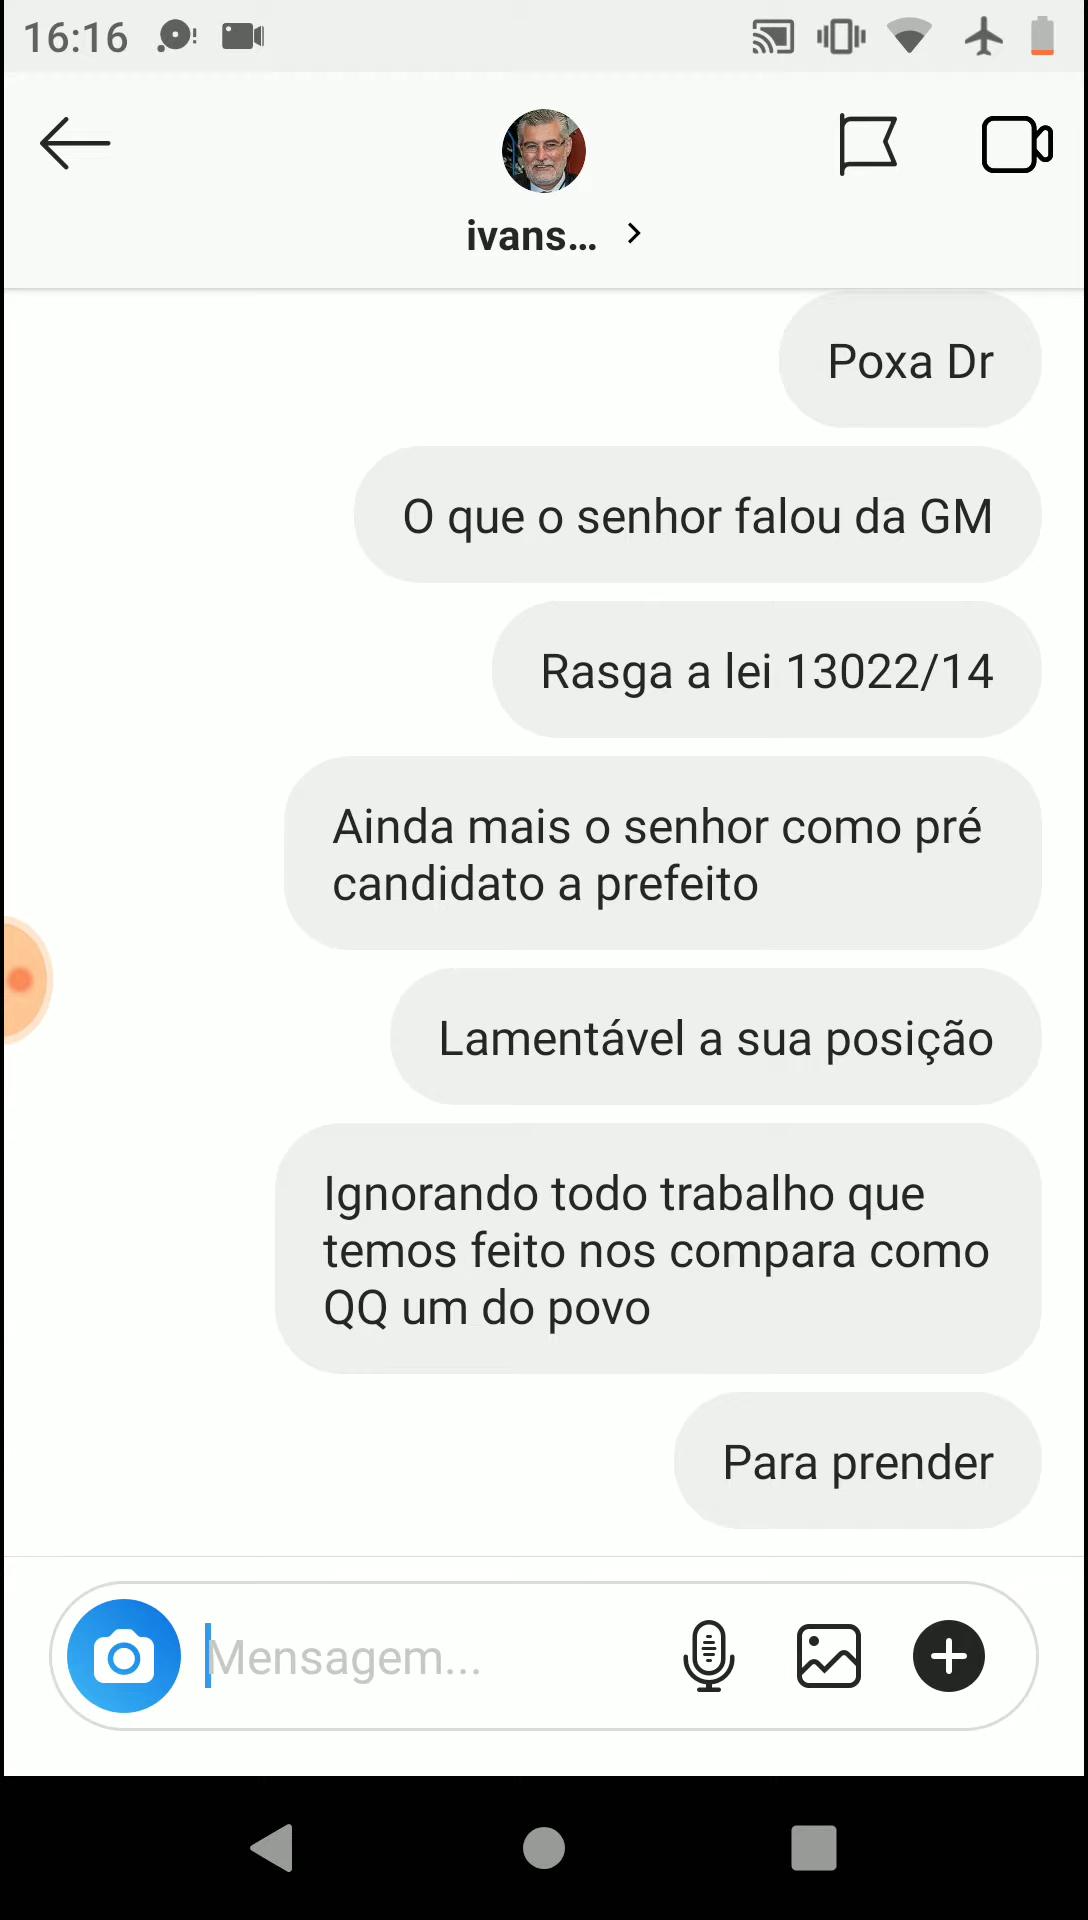 16:16
ivans...
Poxa Dr
O que o senhor falou da GM
Rasga a lei 13022/14
Ainda mais o senhor como pré
candidato a prefeito
Lamentável a sua posição
Ignorando todo trabalho que
temos feito nos compara como
QQ um do povo
Para prender
Mensagem...